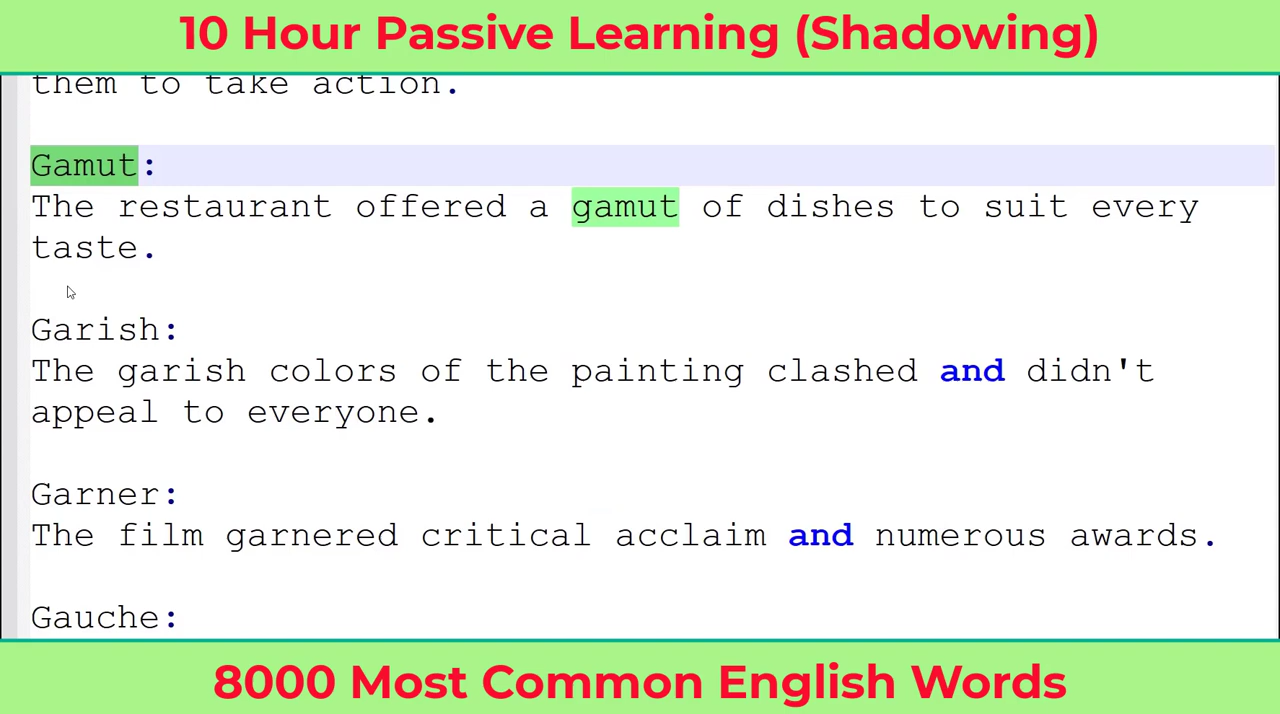 10 Hour Passive Learning (Shadowing)
them to take action.
Gamut:
The restaurant offered a gamut of dishes to suit every
taste.
Garish:
The garish colors of the painting clashed and didn't
appeal to everyone.
Garner:
The film garnered critical acclaim and numerous awards.
Gauche:
8000 Most Common English Words